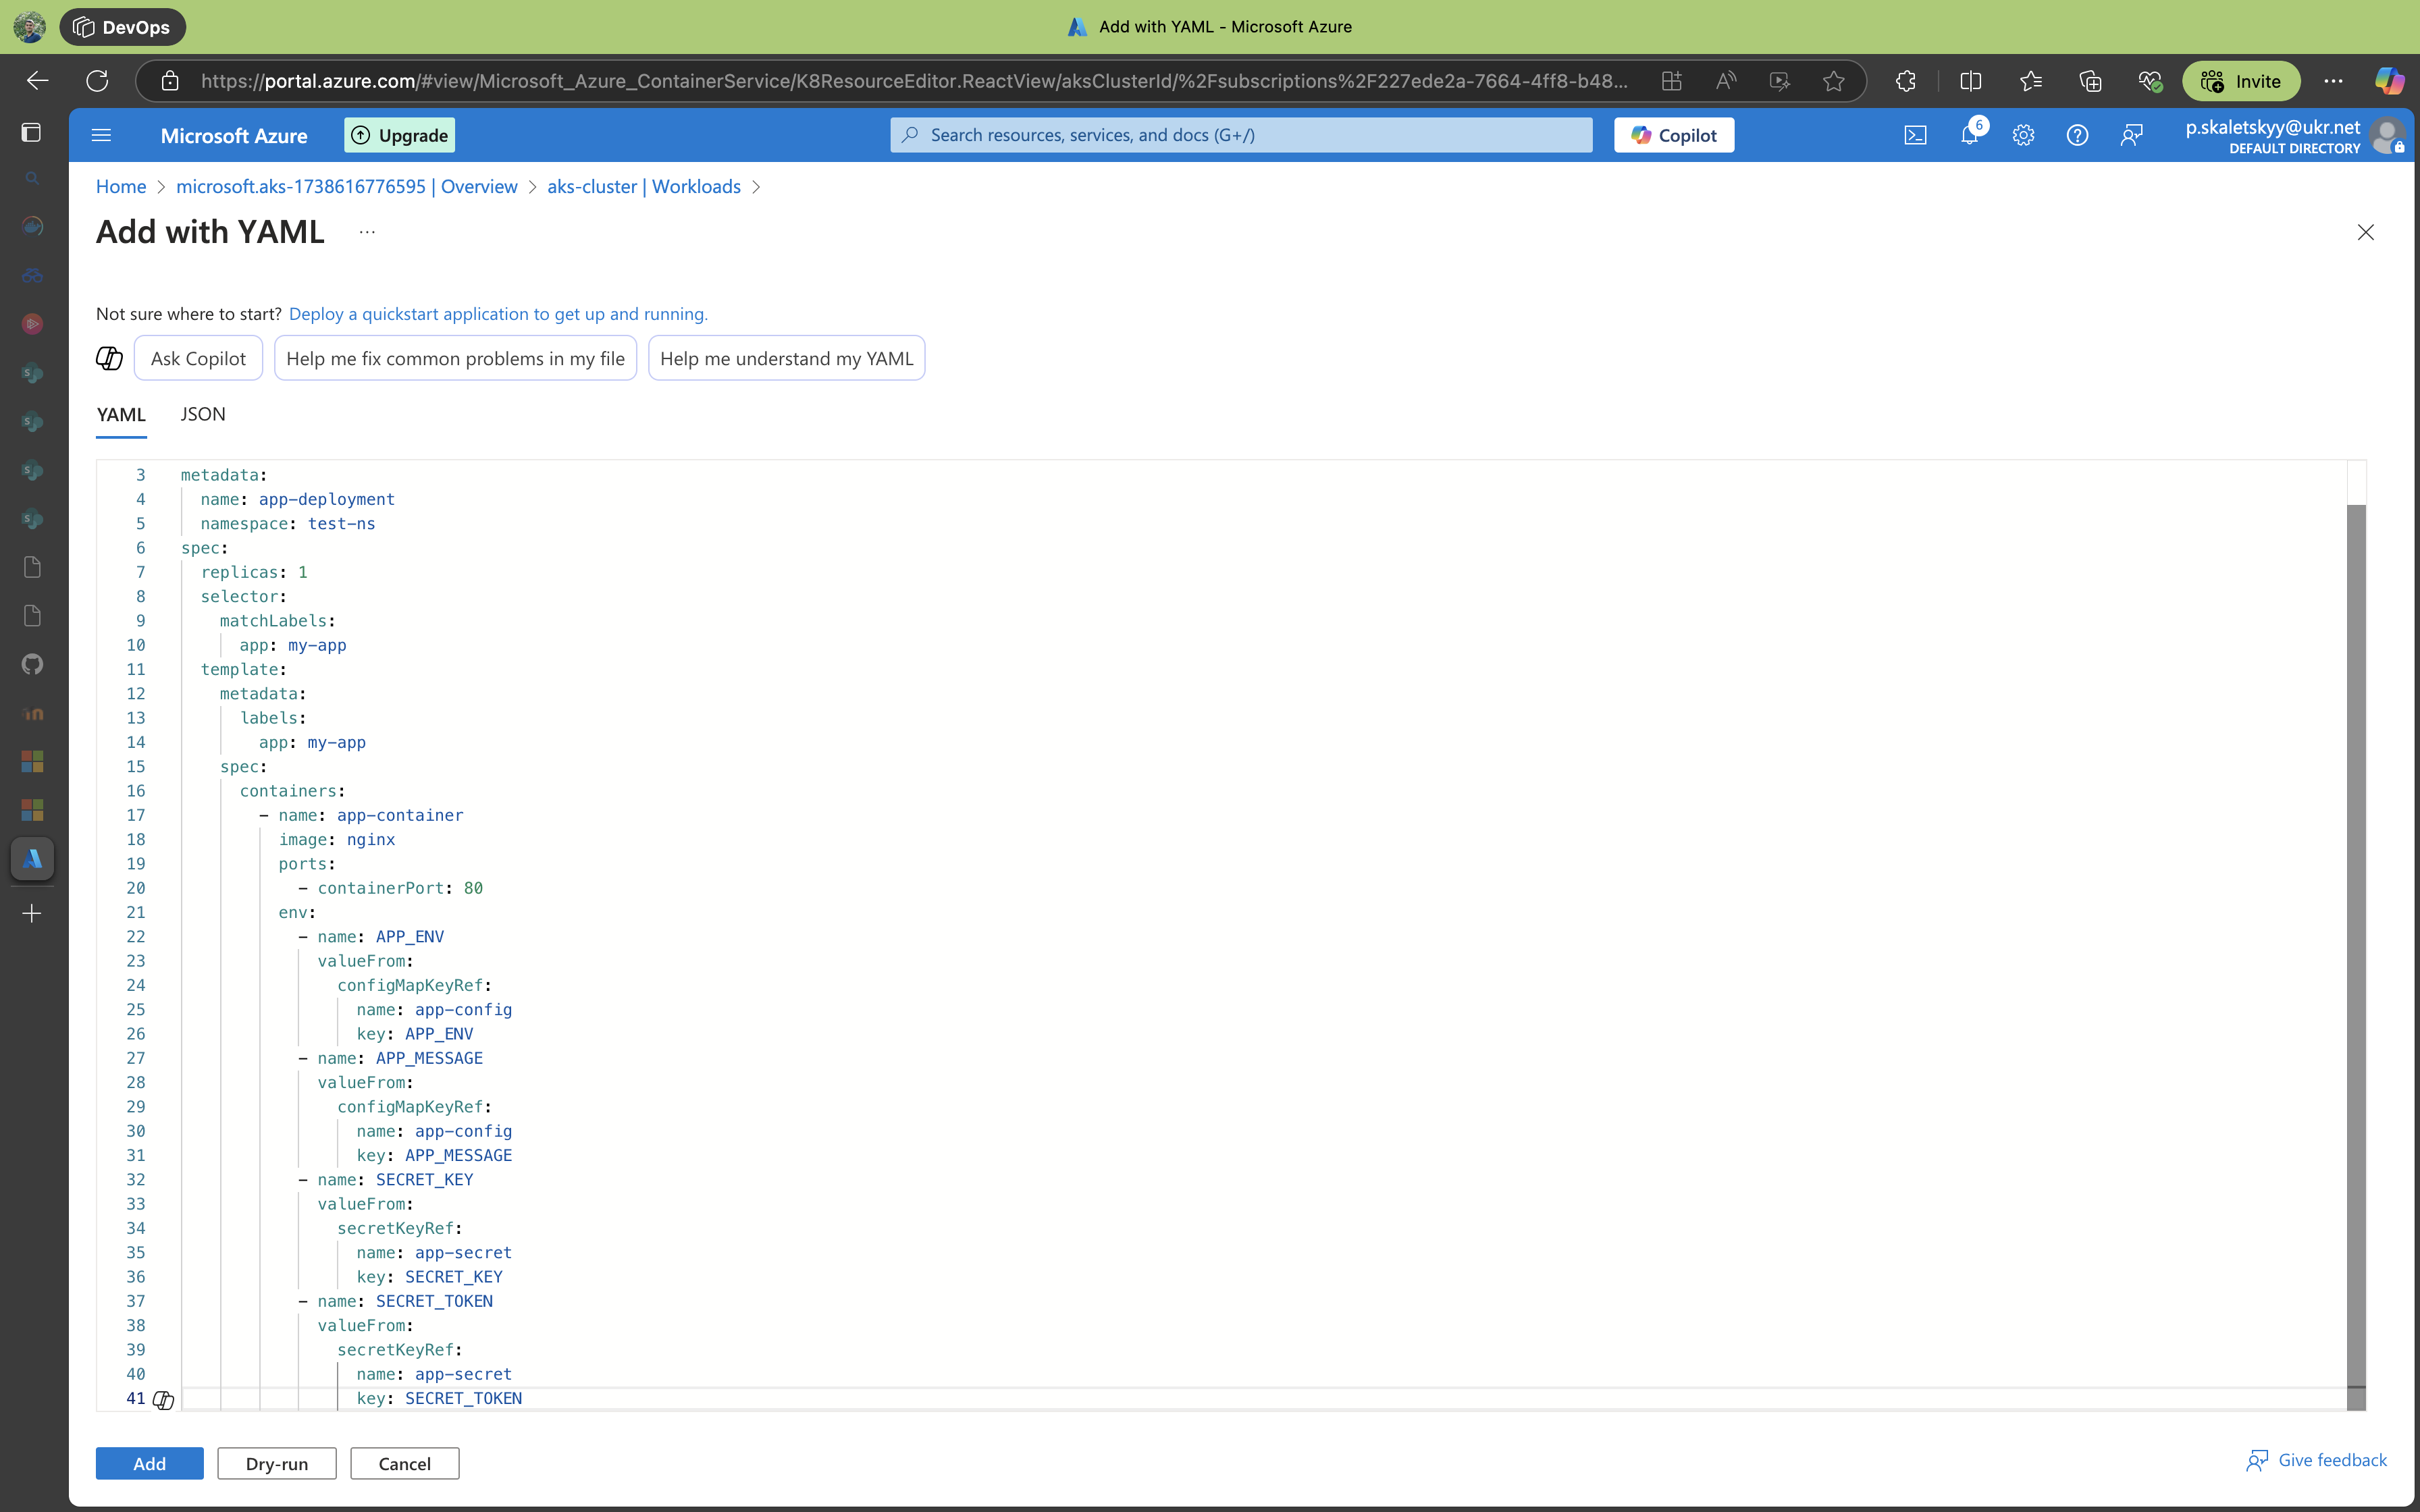 DevOps
Add with YAML - Microsoft Azure
https://portal.azure.com/#view/Microsoft_Azure_ContainerService/K8ResourceEditor.ReactView/aksClusterId/%2Fsubscriptions%2F227ede2a-7664-4ff8-b48...
Invite
Microsoft Azure
Upgrade
Search resources, services, and docs (G+/)
Copilot
6
p.skaletskyy@ukr.net
DEFAULT DIRECTORY
Home > microsoft.aks-1738616776595 | Overview > aks-cluster | Workloads >
Add with YAML ...
Not sure where to start? Deploy a quickstart application to get up and running.
Ask Copilot
Help me fix common problems in my file
Help me understand my YAML
YAML JSON
3 metadata:
4 name: app-deployment
5 namespace: test-ns
6 spec:
7 replicas: 1
8 selector:
9 matchLabels:
10 app: my-app
11 template:
12 metadata:
13 labels:
14 app: my-app
15 spec:
16 containers:
17 - name: app-container
18 image: nginx
19 ports:
20 - containerPort: 80
21 env:
22 - name: APP_ENV
23 valueFrom:
24 configMapKeyRef:
25 name: app-config
26 key: APP_ENV
27 - name: APP_MESSAGE
28 valueFrom:
29 configMapKeyRef:
30 name: app-config
31 key: APP_MESSAGE
32 - name: SECRET_KEY
33 valueFrom:
34 secretKeyRef:
35 name: app-secret
36 key: SECRET_KEY
37 - name: SECRET_TOKEN
38 valueFrom:
39 secretKeyRef:
40 name: app-secret
41 key: SECRET_TOKEN
Add
Dry-run
Cancel
Give feedback